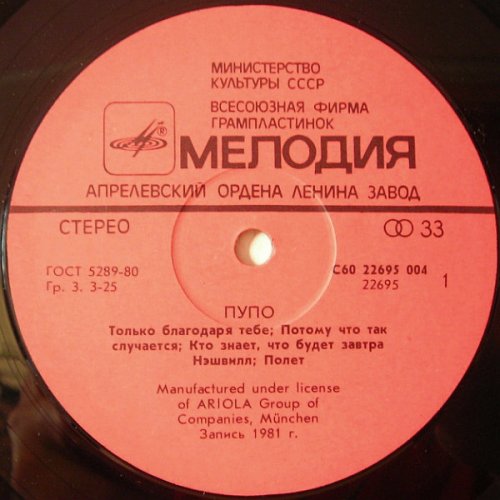 МИНИСТЕРСТВО
КУЛЬТУРЫ СССР
ВСЕСОЮЗНАЯ ФИРМА
ГРАМПЛАСТИНОК
®
МЕЛОДИЯ
АПРЕЛЕВСКИЙ ОРДЕНА ЛЕНИНА ЗАВОД
СТЕРЕО
33
ГОСТ 5289-80
Гр. 3. 3-25
С60 22695 004
22695
1
ПУПО
Только благодаря тебе; Потому что так
случается; Кто знает, что будет завтра
Нэшвилл; Полет
Manufactured under license
of ARIOLA Group of
Companies, München
Запись 1981 г.